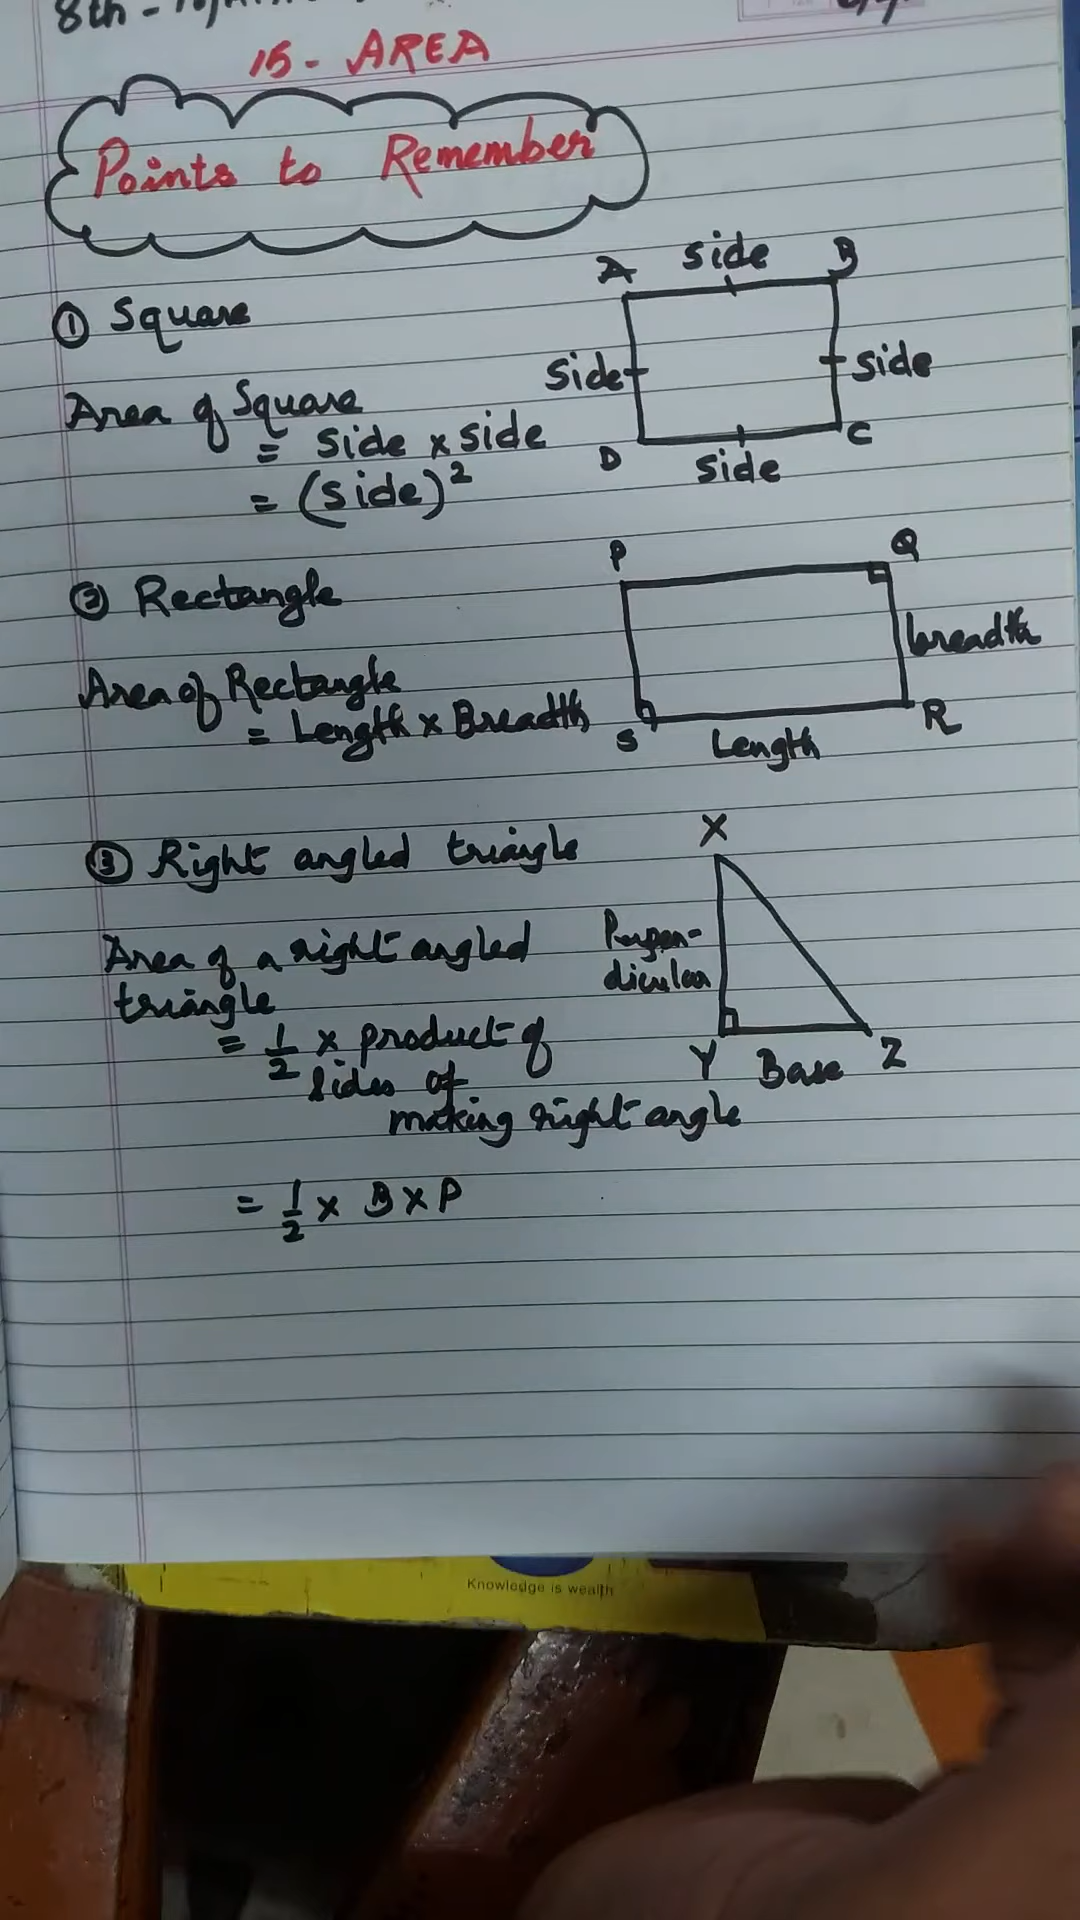 8th -
15 - AREA
Points to Remember
① Square
A side B
Side side
D side C
Area of Square
= side × side
= (side)²
② Rectangle
P Q
breadth
S Length R
Area of Rectangle
= Length × Breadth
③ Right angled triangle
X
Perpen-
dicular
Y Base Z
Area of a right angled
triangle
= 1/2 × product of
sides of
making right angle
= 1/2 × B × P
Knowledge is wealth